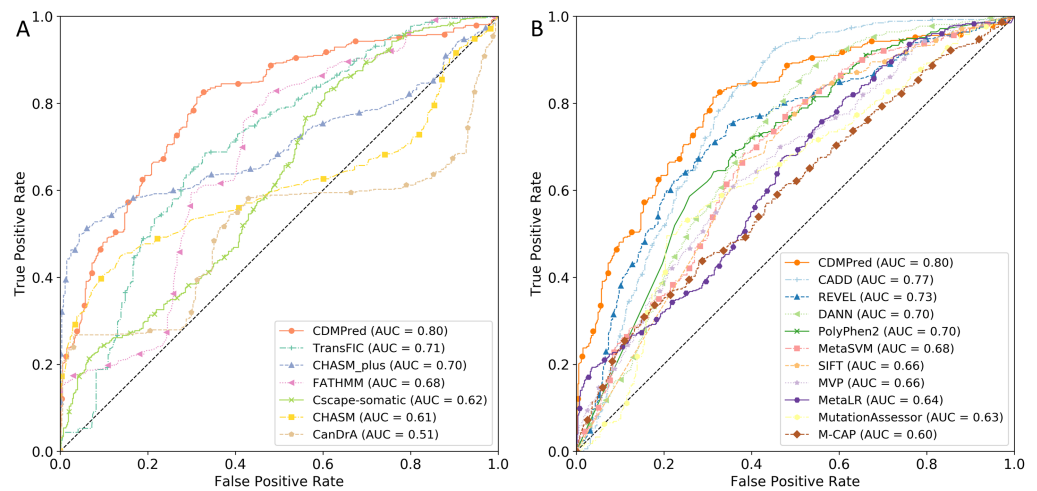 A
1.0
0.8
0.6
0.4
0.2
0.0
True Positive Rate
0.0 0.2 0.4 0.6 0.8 1.0
False Positive Rate
CDMPred (AUC = 0.80)
TransFIC (AUC = 0.71)
CHASM_plus (AUC = 0.70)
FATHMM (AUC = 0.68)
Cscape-somatic (AUC = 0.62)
CHASM (AUC = 0.61)
CanDrA (AUC = 0.51)
B
1.0
0.8
0.6
0.4
0.2
0.0
True Positive Rate
0.0 0.2 0.4 0.6 0.8 1.0
False Positive Rate
CDMPred (AUC = 0.80)
CADD (AUC = 0.77)
REVEL (AUC = 0.73)
DANN (AUC = 0.70)
PolyPhen2 (AUC = 0.70)
MetaSVM (AUC = 0.68)
SIFT (AUC = 0.66)
MVP (AUC = 0.66)
MetaLR (AUC = 0.64)
MutationAssessor (AUC = 0.63)
M-CAP (AUC = 0.60)